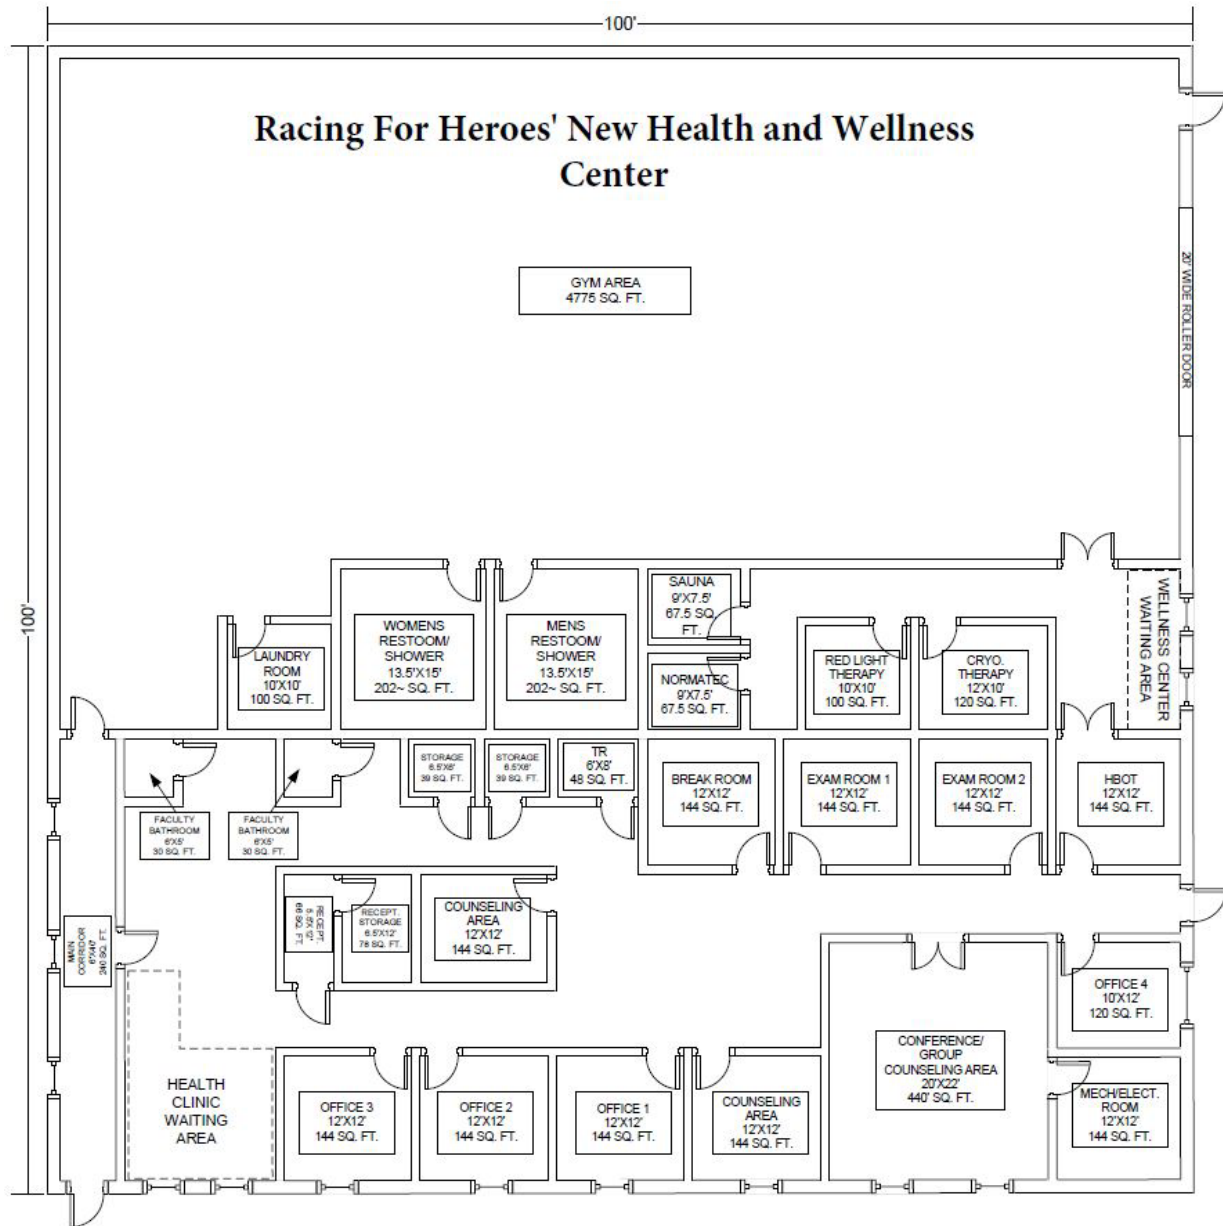 100'
Racing For Heroes' New Health and Wellness
Center
GYM AREA
4775 SQ. FT.
20' WIDE ROLLER DOOR
100'
WOMENS
RESTOOM/
SHOWER
13.5'X15'
202~ SQ. FT.
MENS
RESTOOM/
SHOWER
13.5'X15'
202~ SQ. FT.
SAUNA
9'X7.5'
67.5 SQ.
FT.
WELLNESS CENTER
WAITING AREA
LAUNDRY
ROOM
10'X10'
100 SQ. FT.
NORMATEC
9'X7.5'
67.5 SQ. FT.
RED LIGHT
THERAPY
10'X10'
100 SQ. FT.
CRYO.
THERAPY
12'X10'
120 SQ. FT.
STORAGE
6.5'X6'
39 SQ. FT.
STORAGE
6.5'X6'
39 SQ. FT.
TR
6'X8'
48 SQ. FT.
BREAK ROOM
12'X12'
144 SQ. FT.
EXAM ROOM 1
12'X12'
144 SQ. FT.
EXAM ROOM 2
12'X12'
144 SQ. FT.
HBOT
12'X12'
144 SQ. FT.
FACULTY
BATHROOM
6'X5'
30 SQ. FT.
FACULTY
BATHROOM
6'X5'
30 SQ. FT.
MAIN
CORRIDOR
6'X40'
240 SQ. FT.
RECEPT.
5.5'X12'
66 SQ. FT.
RECEPT.
STORAGE
6.5'X12'
78 SQ. FT.
COUNSELING
AREA
12'X12'
144 SQ. FT.
OFFICE 4
10'X12'
120 SQ. FT.
CONFERENCE/
GROUP
COUNSELING AREA
20'X22'
440' SQ. FT.
HEALTH
CLINIC
WAITING
AREA
OFFICE 3
12'X12'
144 SQ. FT.
OFFICE 2
12'X12'
144 SQ. FT.
OFFICE 1
12'X12'
144 SQ. FT.
COUNSELING
AREA
12'X12'
144 SQ. FT.
MECH/ELECT.
ROOM
12'X12'
144 SQ. FT.